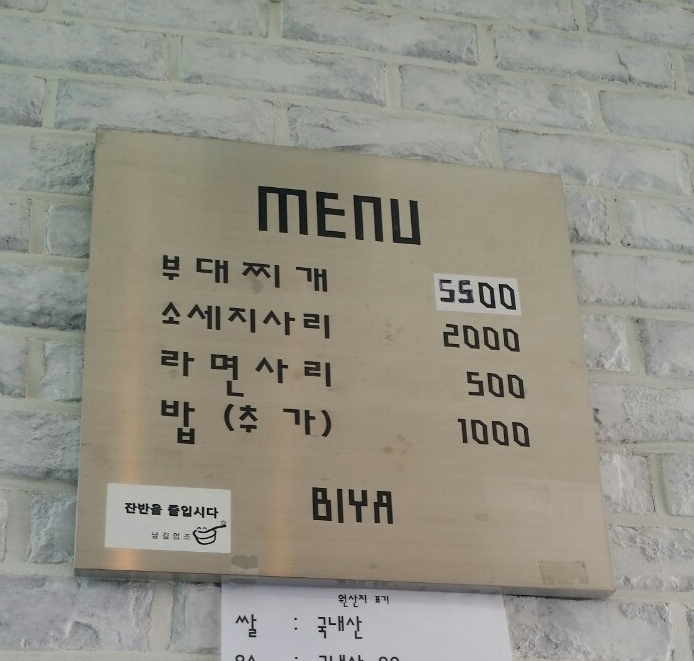 MENU
부대찌개 5500
소세지사리 2000
라면사리 500
밥 (추가) 1000
BIYA
잔반을 줄입시다
원산지 표기
쌀 : 국내산